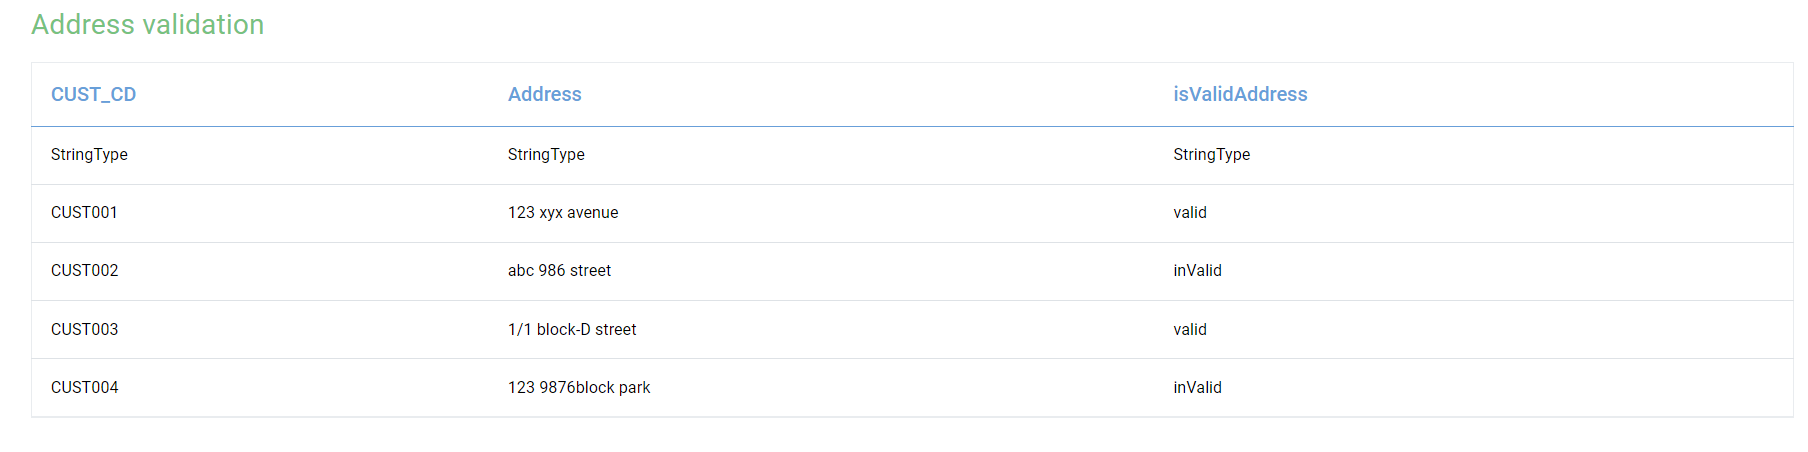 Address validation
CUST_CD Address isValidAddress
StringType StringType StringType
CUST001 123 xyx avenue valid
CUST002 abc 986 street inValid
CUST003 1/1 block-D street valid
CUST004 123 9876block park inValid